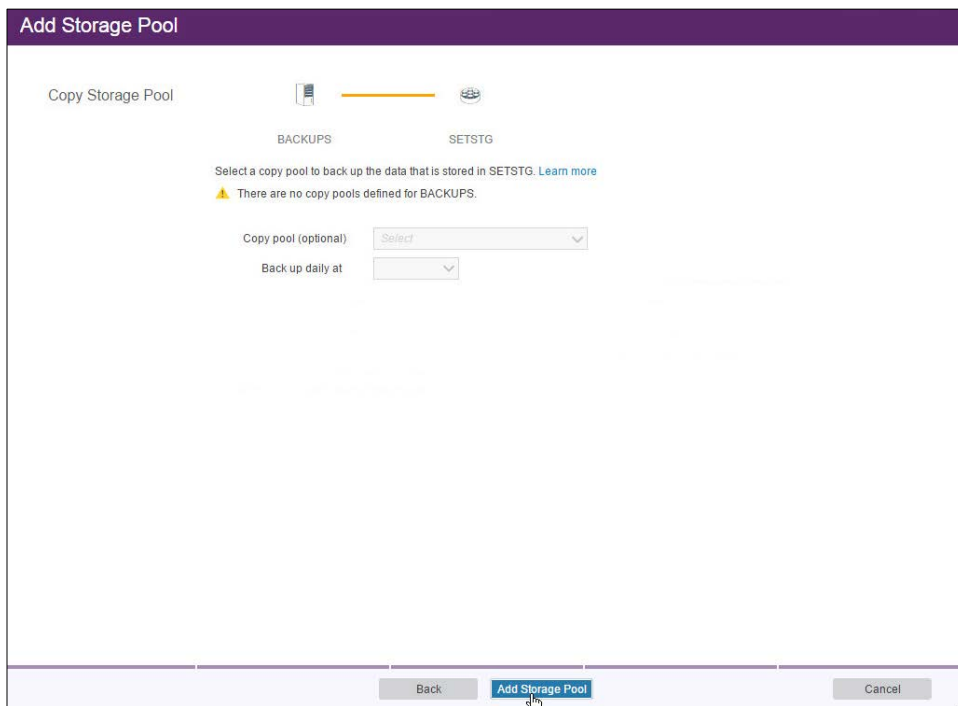 Add Storage Pool
Copy Storage Pool
BACKUPS SETSTG
Select a copy pool to back up the data that is stored in SETSTG. Learn more
There are no copy pools defined for BACKUPS.
Copy pool (optional) Select
Back up daily at
Back Add Storage Pool Cancel